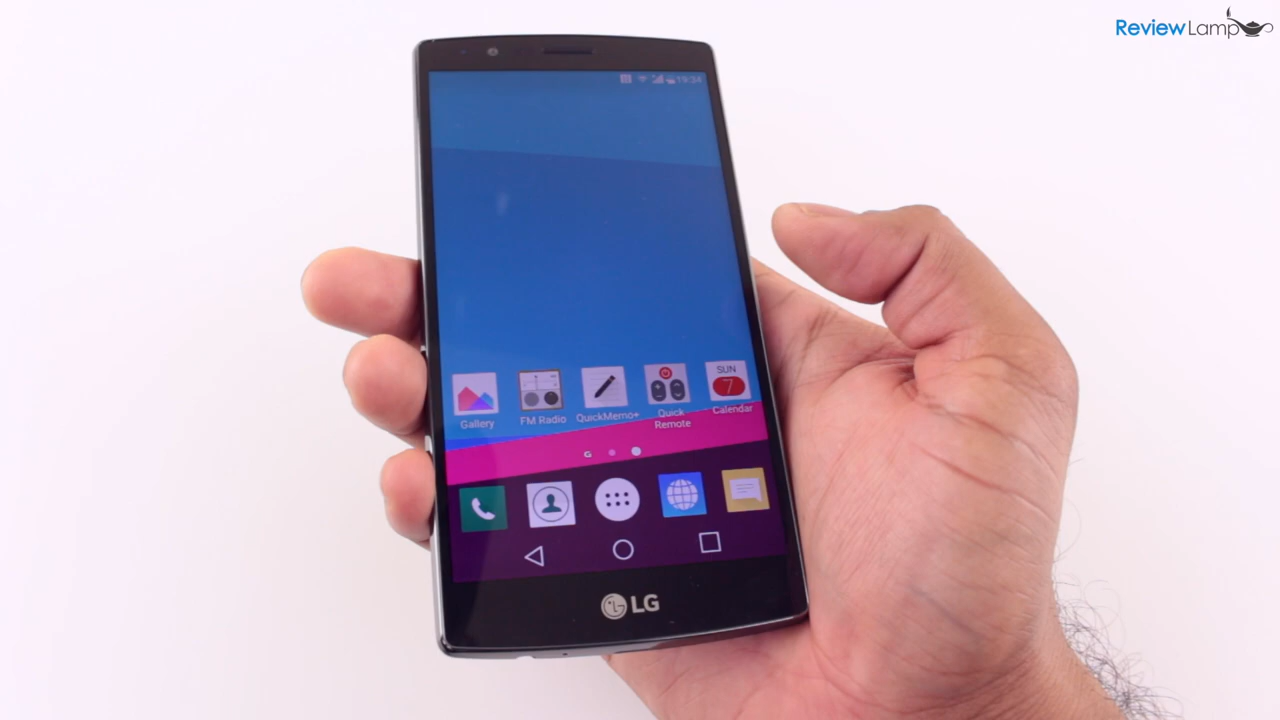 ReviewLamp
19:34
Gallery
FM Radio
QuickMemo+
Quick
Remote
SUN
7
Calendar
G
LG